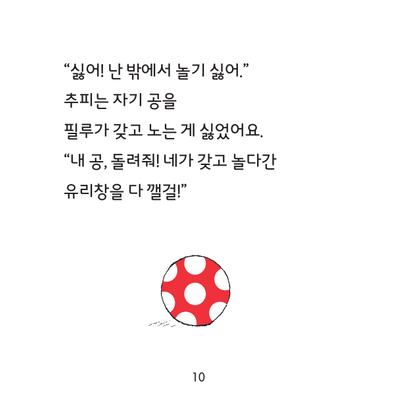 “싫어! 난 밖에서 놀기 싫어.”
추피는 자기 공을
필루가 갖고 노는 게 싫었어요.
“내 공, 돌려줘! 네가 갖고 놀다간
유리창을 다 깰걸!”
10